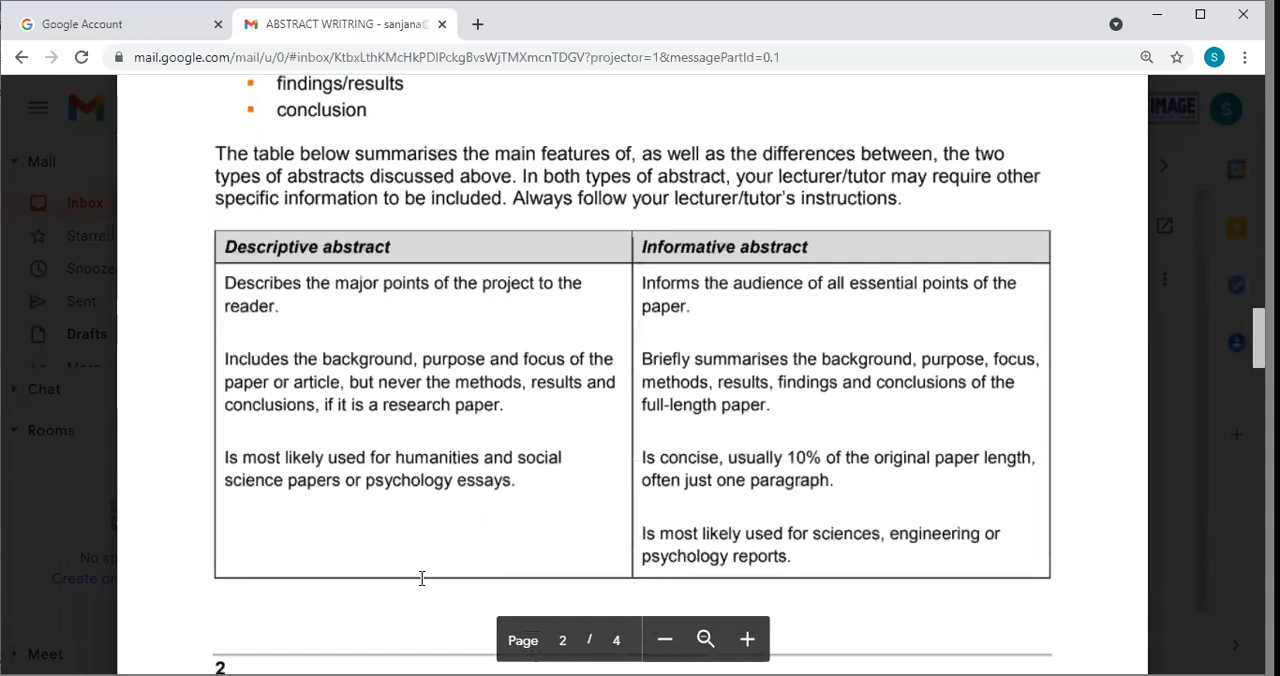 Google Account
ABSTRACT WRITRING - sanjana
mail.google.com/mail/u/0/#inbox/KtbxLthKMcHkPDlPckgBvsWjTMXmcnTDGV?projector=1&messagePartId=0.1
S
findings/results
conclusion
IMAGE
S
Mail
Inbox
Starred
Snooze
Sent
Drafts
Chat
Rooms
No
Create
Meet
The table below summarises the main features of, as well as the differences between, the two
types of abstracts discussed above. In both types of abstract, your lecturer/tutor may require other
specific information to be included. Always follow your lecturer/tutor's instructions.
Descriptive abstract
Describes the major points of the project to the
reader.
Includes the background, purpose and focus of the
paper or article, but never the methods, results and
conclusions, if it is a research paper.
Is most likely used for humanities and social
science papers or psychology essays.
Informative abstract
Informs the audience of all essential points of the
paper.
Briefly summarises the background, purpose, focus,
methods, results, findings and conclusions of the
full-length paper.
Is concise, usually 10% of the original paper length,
often just one paragraph.
Is most likely used for sciences, engineering or
psychology reports.
Page 2 / 4
2